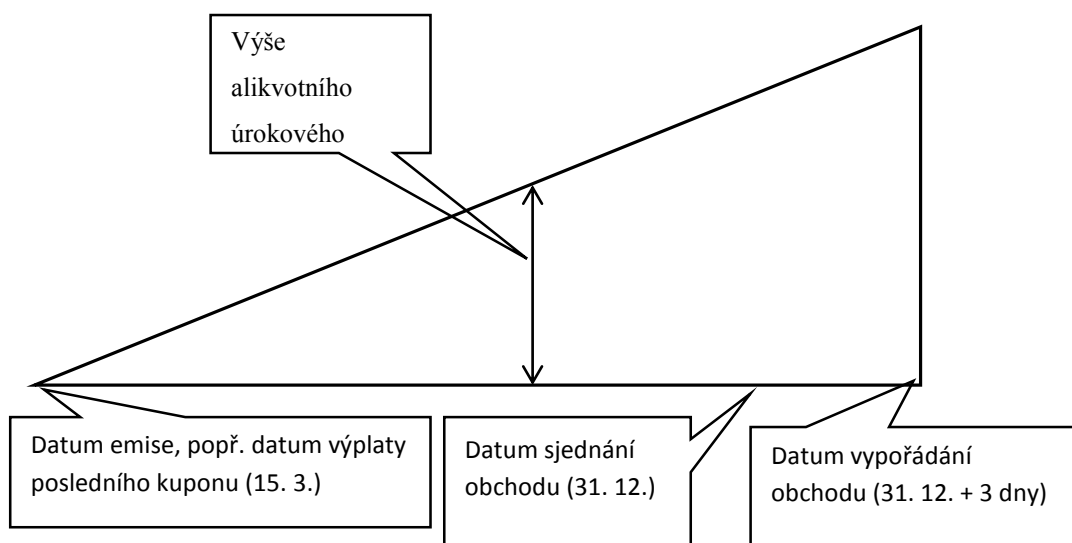 Výše
alikvotního
úrokového
Datum emise, popř. datum výplaty
posledního kuponu (15. 3.)
Datum sjednání
obchodu (31. 12.)
Datum vypořádání
obchodu (31. 12. + 3 dny)